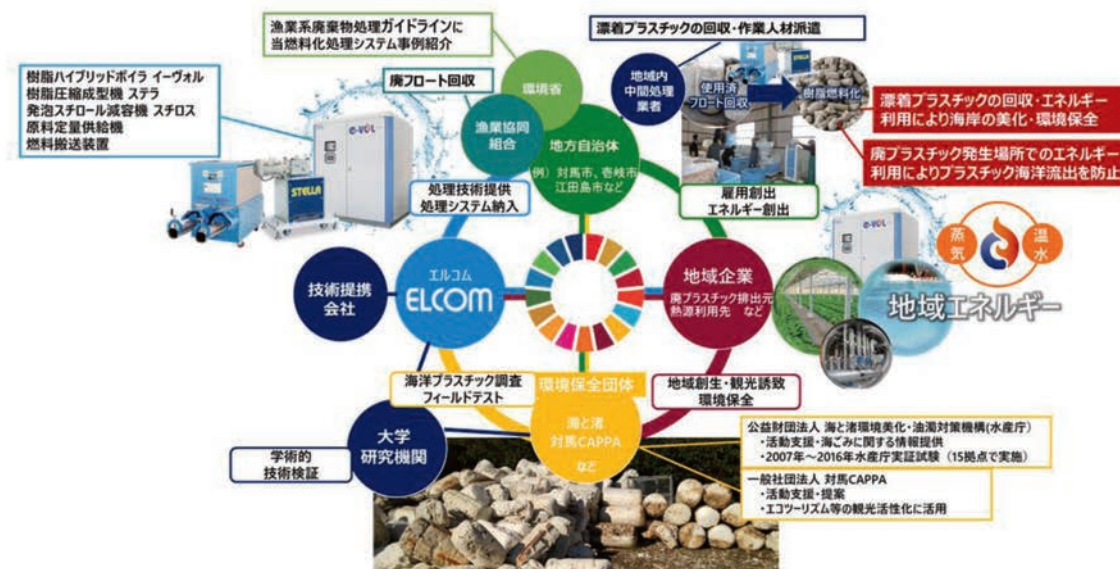 漁業系廃棄物処理ガイドラインに
当燃料化処理システム事例紹介
漂着プラスチックの回収・作業人材派遣
樹脂ハイブリッドボイラ イーヴォル
樹脂圧縮成型機 ステラ
発泡スチロール減容機 スチロス
原料定量供給機
燃料搬送装置
廃フロート回収
環境省
地域内
中間処理
業者
使用済
フロート回収
樹脂燃料化
漂着プラスチックの回収・エネルギー
利用により海岸の美化・環境保全
漁業協同
組合
地方自治体
例）対馬市、壱岐市
江田島市など
廃プラスチック発生場所でのエネルギー
利用によりプラスチック海洋流出を防止
e-VOL
STELLA
処理技術提供
処理システム納入
雇用創出
エネルギー創出
e-VOL
蒸気
温水
技術提携
会社
エルコム
ELCOM
地域企業
廃プラスチック排出元
熱源利用先 など
地域エネルギー
海洋プラスチック調査
フィールドテスト
環境保全団体
海と渚
対馬CAPPA
など
地域創生・観光誘致
環境保全
大学
研究機関
学術的
技術検証
公益財団法人 海と渚環境美化・油濁対策機構(水産庁)
・活動支援・海ごみに関する情報提供
・2007年～2016年水産庁実証試験（15拠点で実施）
一般社団法人 対馬CAPPA
・活動支援・提案
・エコツーリズム等の観光活性化に活用